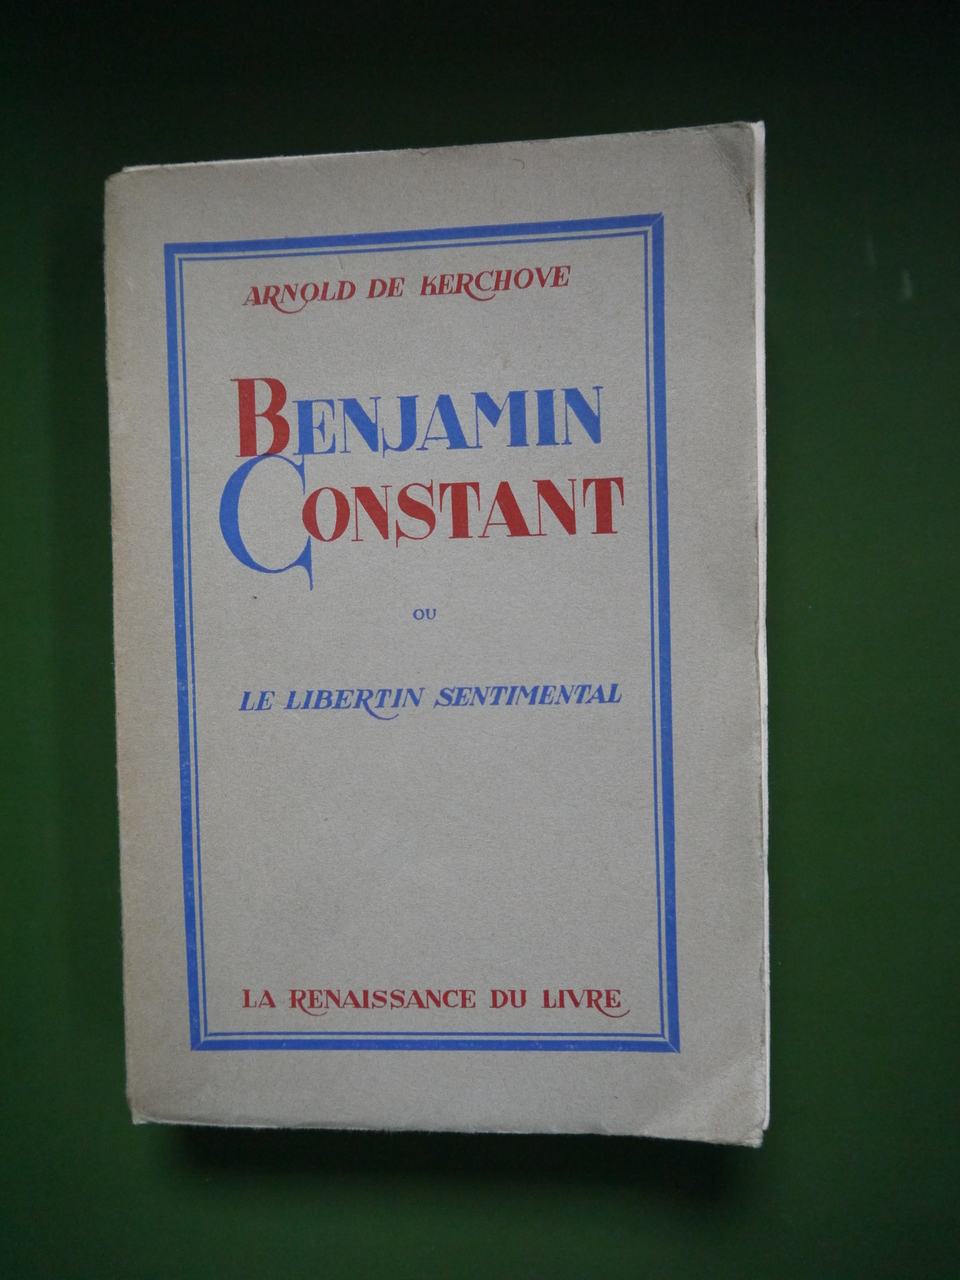 ARNOLD DE KERCHOVE
BENJAMIN
CONSTANT
OU
LE LIBERTIN SENTIMENTAL
LA RENAISSANCE DU LIVRE